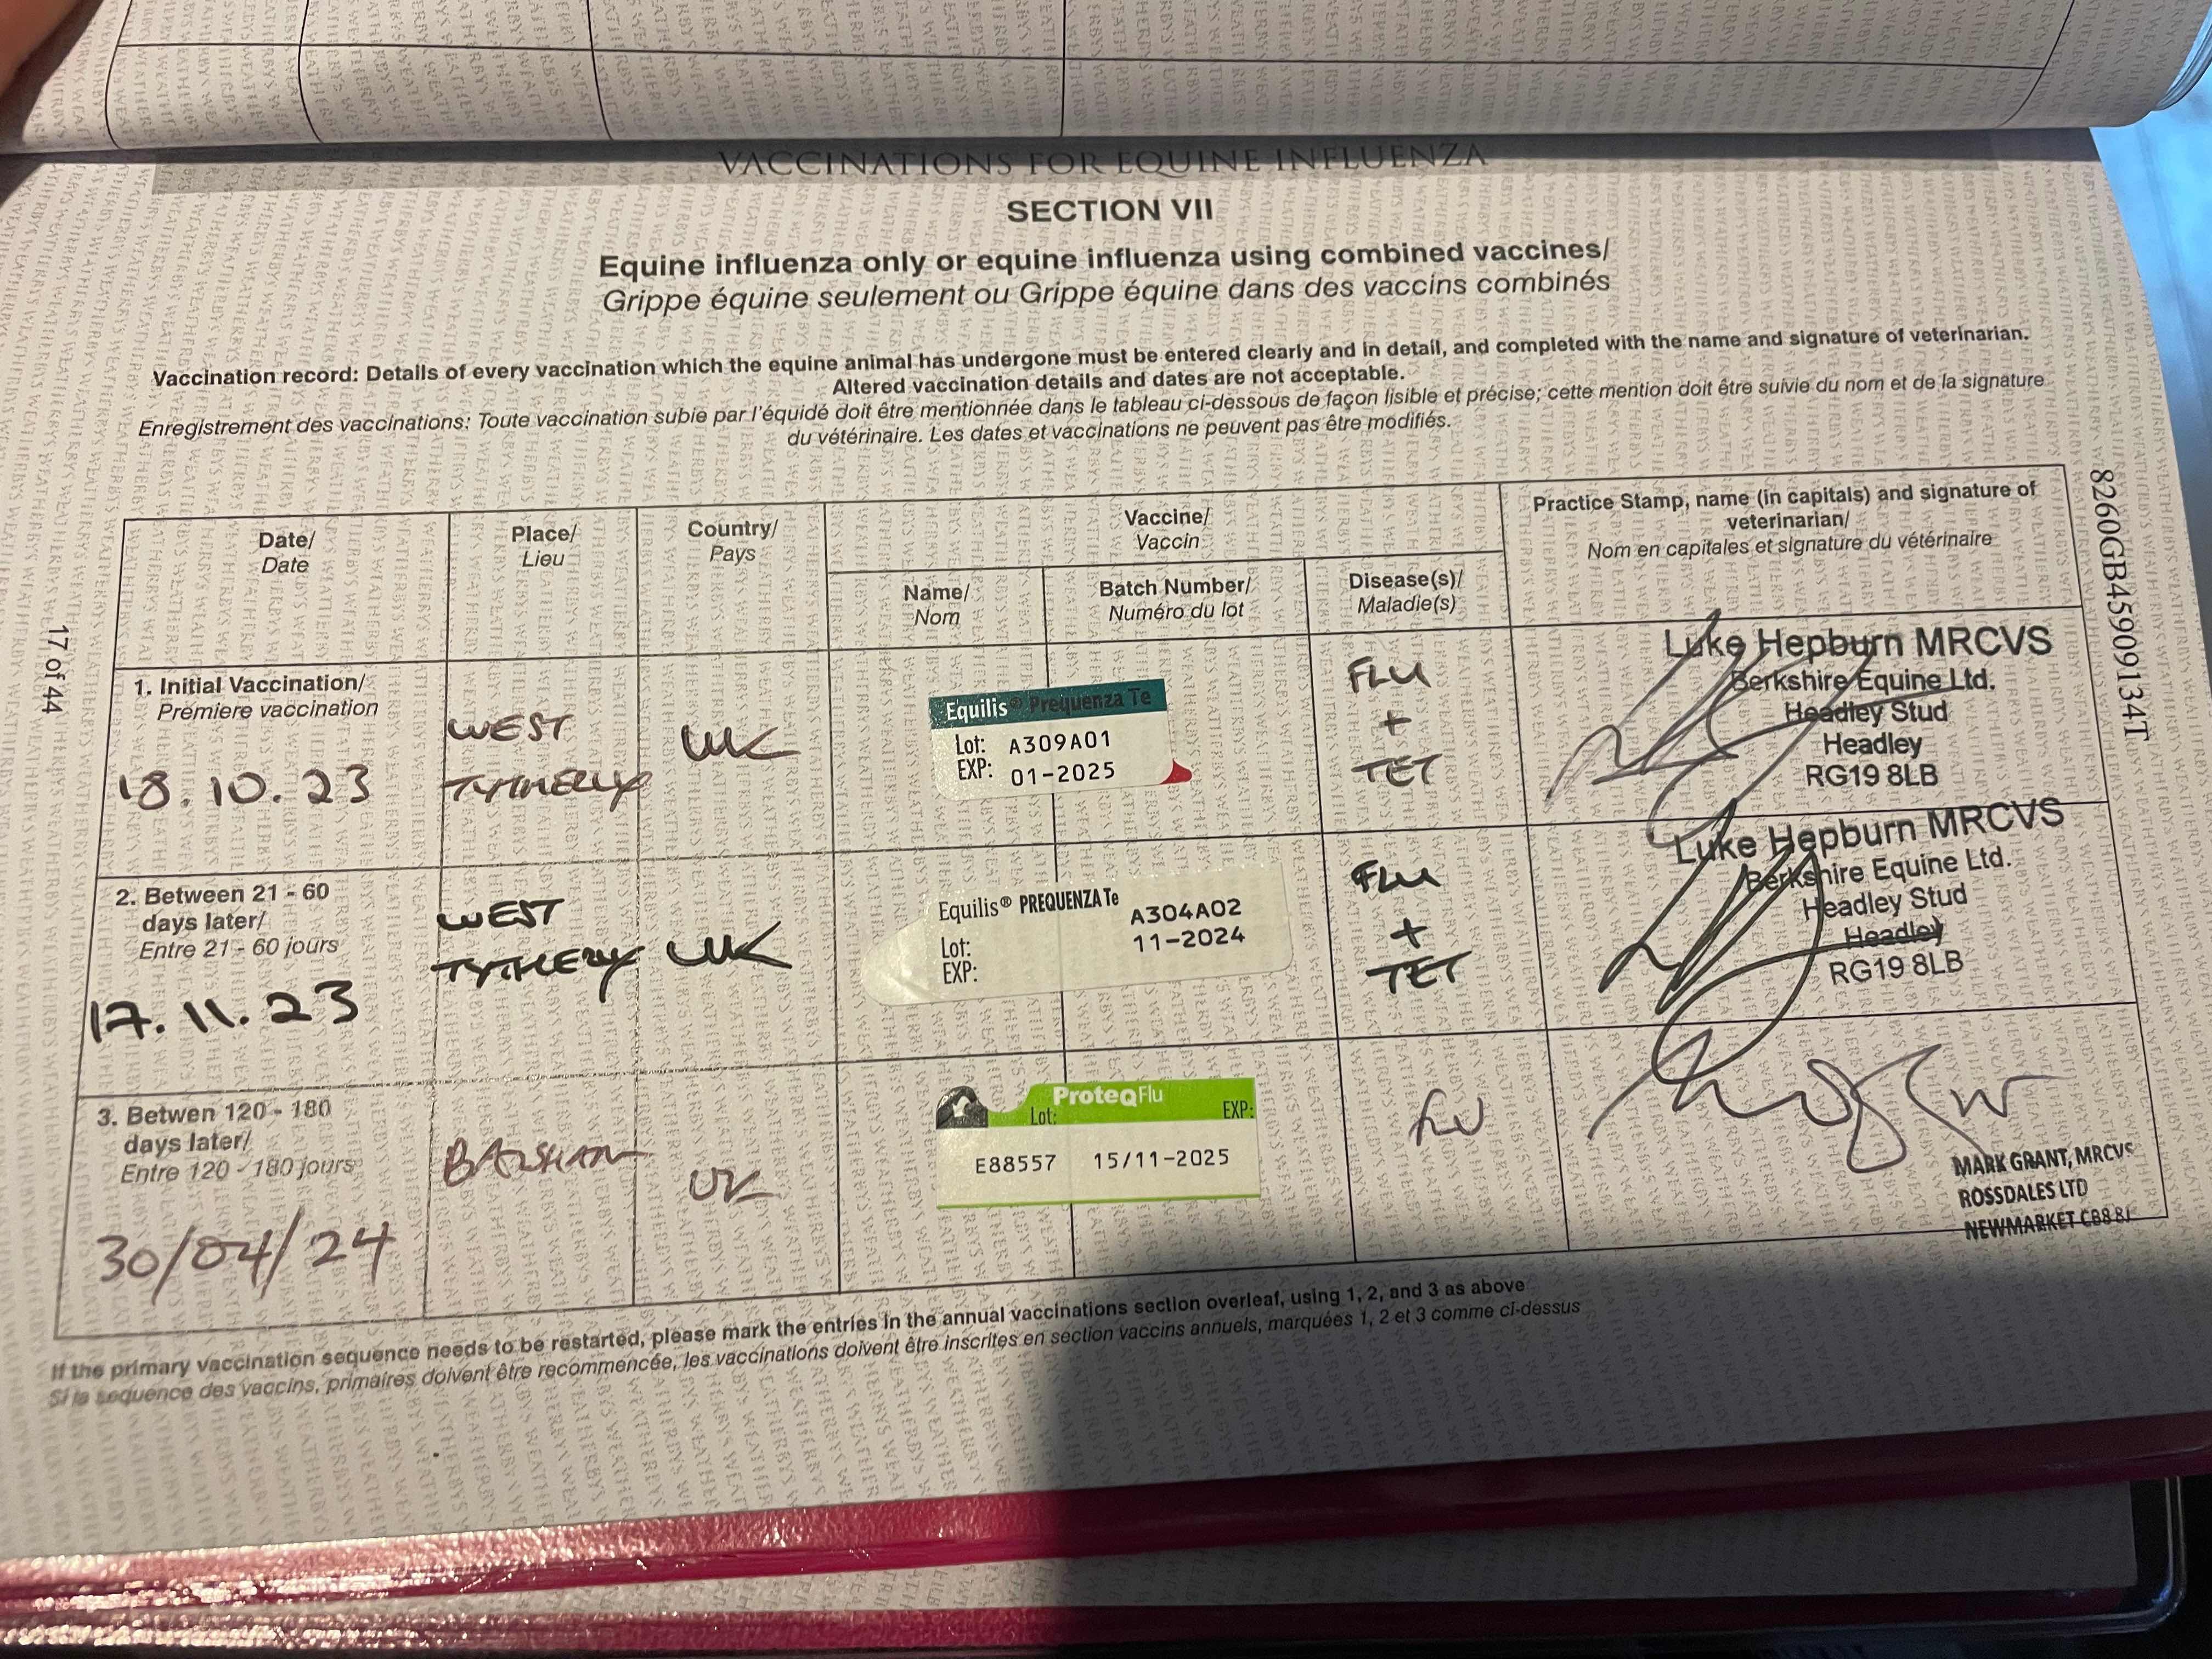 VACCINATIONS FOR EQUINE INFLUENZA
SECTION VII
Equine influenza only or equine influenza using combined vaccines/
Grippe équine seulement ou Grippe équine dans des vaccins combinés
Vaccination record: Details of every vaccination which the equine animal has undergone must be entered clearly and in detail, and completed with the name and signature of veterinarian.
Altered vaccination details and dates are not acceptable.
Enregistrement des vaccinations: Toute vaccination subie par l'équidé doit être mentionnée dans le tableau ci-dessous de façon lisible et précise; cette mention doit être suivie du nom et de la signature
du vétérinaire. Les dates et vaccinations ne peuvent pas être modifiés.
Date/
Date
Place/
Lieu
Country/
Pays
Vaccine/
Vaccin
Name/
Nom
Batch Number/
Numéro du lot
Disease(s)/
Maladie(s)
Practice Stamp, name (in capitals) and signature of
veterinarian/
Nom en capitales et signature du vétérinaire
1. Initial Vaccination/
Premiere vaccination
18.10.23
WEST
TYTHERLY
UK
Equilis® Prequenza Te
Lot: A309A01
EXP: 01-2025
FLU
+
TET
Luke Hepburn MRCVS
Berkshire Equine Ltd.
Headley Stud
Headley
RG19 8LB
2. Between 21 - 60
days later/
Entre 21 - 60 jours
17.11.23
WEST
TYTHERLY
UK
Equilis® PREQUENZA Te
Lot: A304A02
EXP: 11-2024
FLU
+
TET
Luke Hepburn MRCVS
Berkshire Equine Ltd.
Headley Stud
Headley
RG19 8LB
3. Betwen 120 - 180
days later/
Entre 120 - 180 jours
30/04/24
BALSHAM
UK
ProteqFlu
Lot: EXP:
E88557 15/11-2025
FLU
MARK GRANT, MRCVS
ROSSDALES LTD
NEWMARKET CB8 8J
If the primary vaccination sequence needs to be restarted, please mark the entries in the annual vaccinations section overleaf, using 1, 2, and 3 as above
Si la sequence des vaccins, primaires doivent être recommencée, les vaccinations doivent être inscrites en section vaccins annuels, marquées 1, 2 et 3 comme ci-dessus
17 of 44
8260GB45909134T